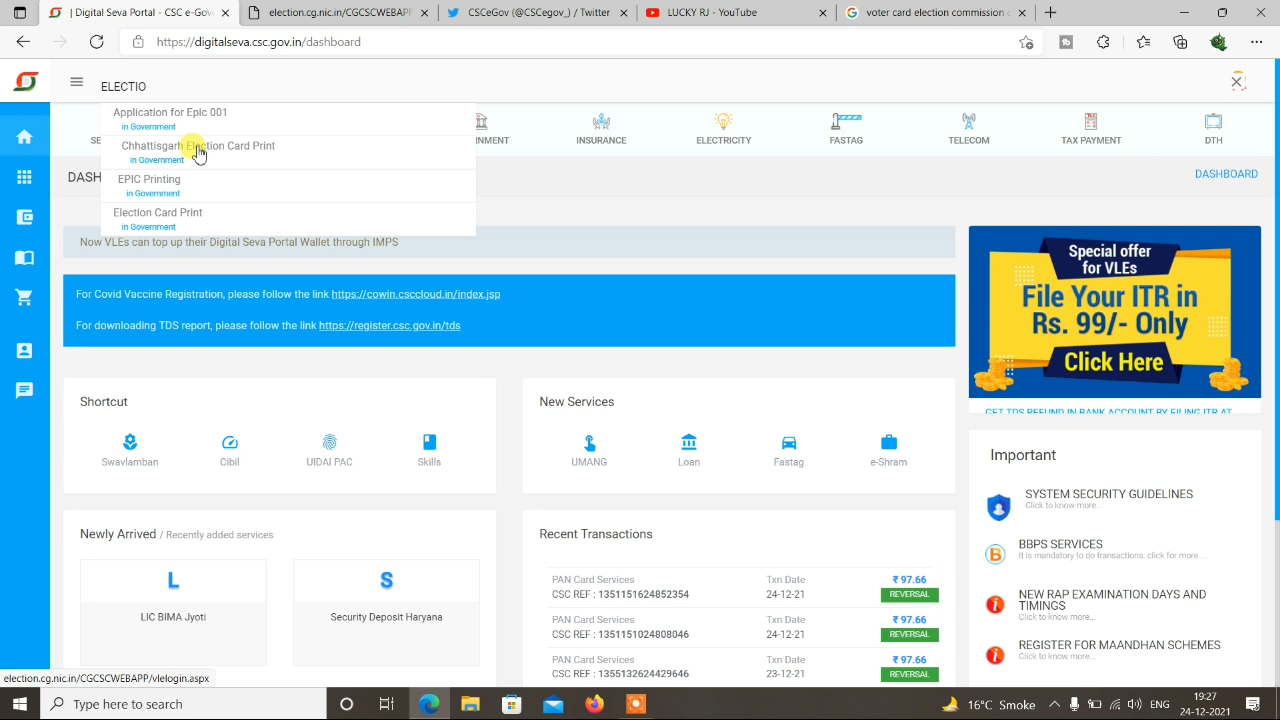 Digital Seva Portal - CSC e-Gov
election.cg.nic.in/CGCSCWEBAPP/
CSCeGov (@CSCegov_) / Twitter
LUCKY RJ - YouTube
voter card election commission
https://digitalseva.csc.gov.in/dashboard
ELECTIO
Application for Epic 001
in Government
Chhattisgarh Election Card Print
in Government
EPIC Printing
in Government
Election Card Print
in Government
INSURANCE
ELECTRICITY
FASTAG
TELECOM
TAX PAYMENT
DTH
DASH
DASHBOARD
Now VLEs can top up their Digital Seva Portal Wallet through IMPS
For Covid Vaccine Registration, please follow the link https://cowin.csccloud.in/index.jsp
For downloading TDS report, please follow the link https://register.csc.gov.in/tds
Special offer
for VLEs
File Your ITR in
Rs. 99/- Only
Click Here
GET TDS REFUND IN BANK ACCOUNT BY FILING ITR AT
Shortcut
Swavlamban
Cibil
UIDAI PAC
Skills
New Services
UMANG
Loan
Fastag
e-Shram
Important
SYSTEM SECURITY GUIDELINES
Click to know more...
BBPS SERVICES
It is mandatory to do transactions. click for more ...
NEW RAP EXAMINATION DAYS AND
TIMINGS
Click to know more...
REGISTER FOR MAANDHAN SCHEMES
Click to know more...
Newly Arrived / Recently added services
L
LIC BIMA Jyoti
S
Security Deposit Haryana
Recent Transactions
PAN Card Services
Txn Date
₹ 97.66
CSC REF : 1351151624852354
24-12-21
REVERSAL
PAN Card Services
Txn Date
₹ 97.66
CSC REF : 1351151024808046
24-12-21
REVERSAL
PAN Card Services
Txn Date
₹ 97.66
CSC REF : 1355132624429646
23-12-21
REVERSAL
election.cg.nic.in/CGCSCWEBAPP/vlelogin.aspx
Type here to search
16°C Smoke
ENG
19:27
24-12-2021